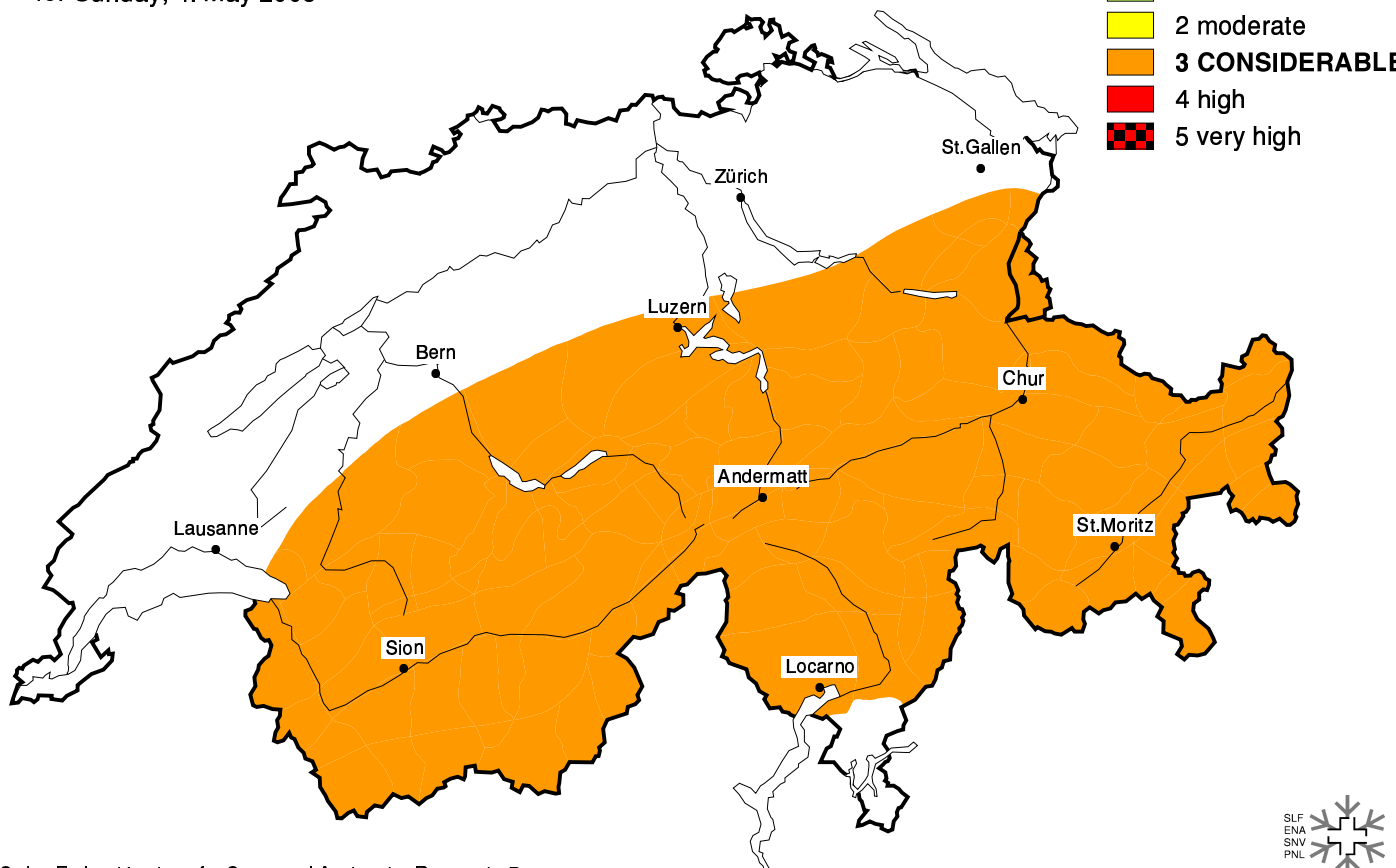 2 moderate
3 CONSIDERABLE
4 high
5 very high
St.Gallen
Zürich
Luzern
Bern
Chur
Andermatt
Lausanne
St.Moritz
Sion
Locarno
SLF
ENA
SNV
PNL